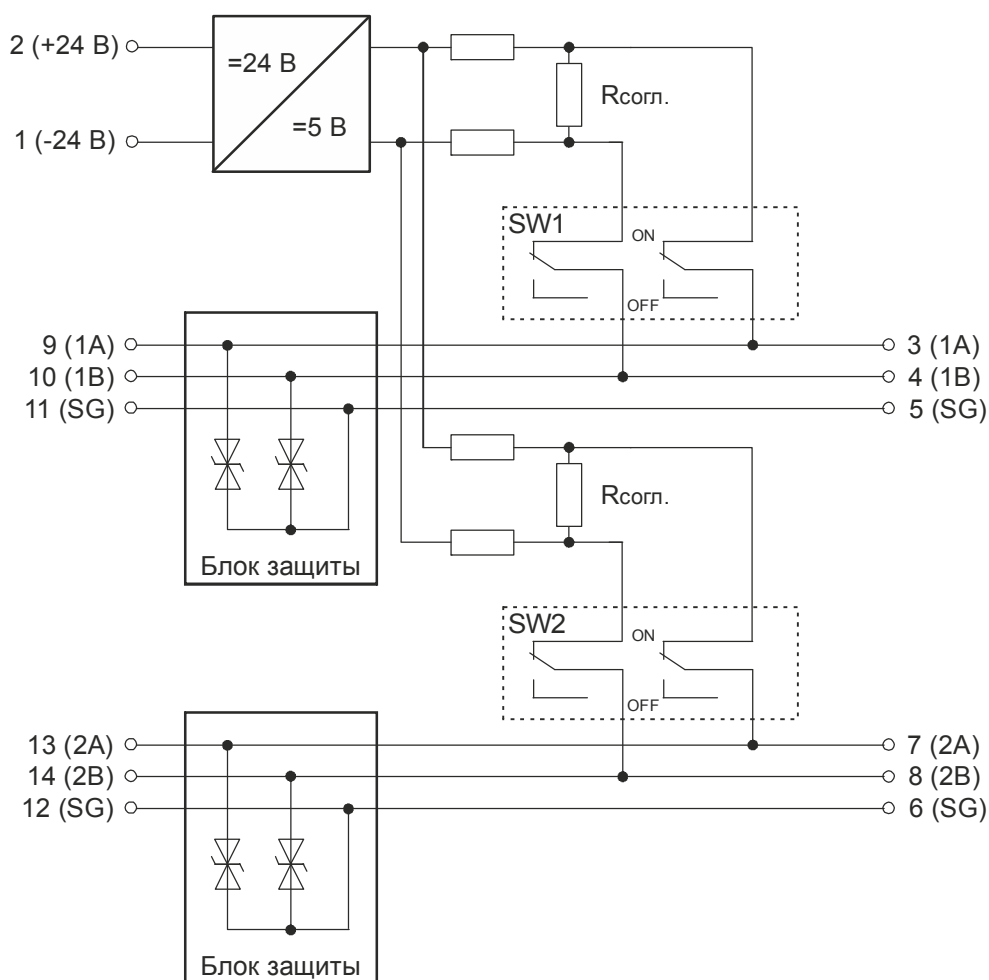 2 (+24 В)
=24 В
=5 В
1 (-24 В)
Rсогл.
SW1
ON
OFF
9 (1A)
3 (1A)
10 (1B)
4 (1B)
11 (SG)
5 (SG)
Rсогл.
Блок защиты
SW2
ON
OFF
13 (2A)
7 (2A)
14 (2B)
8 (2B)
12 (SG)
6 (SG)
Блок защиты